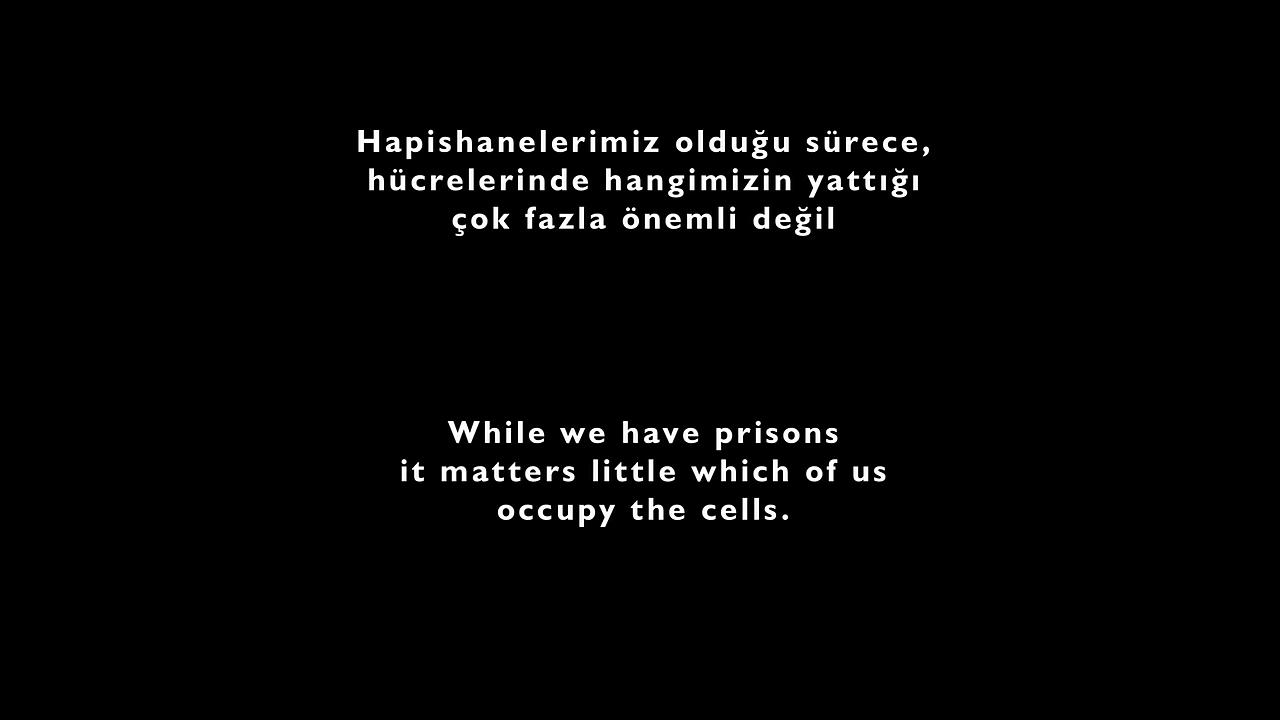 Hapishanelerimiz olduğu sürece,
hücrelerinde hangimizin yattığı
çok fazla önemli değil
While we have prisons
it matters little which of us
occupy the cells.